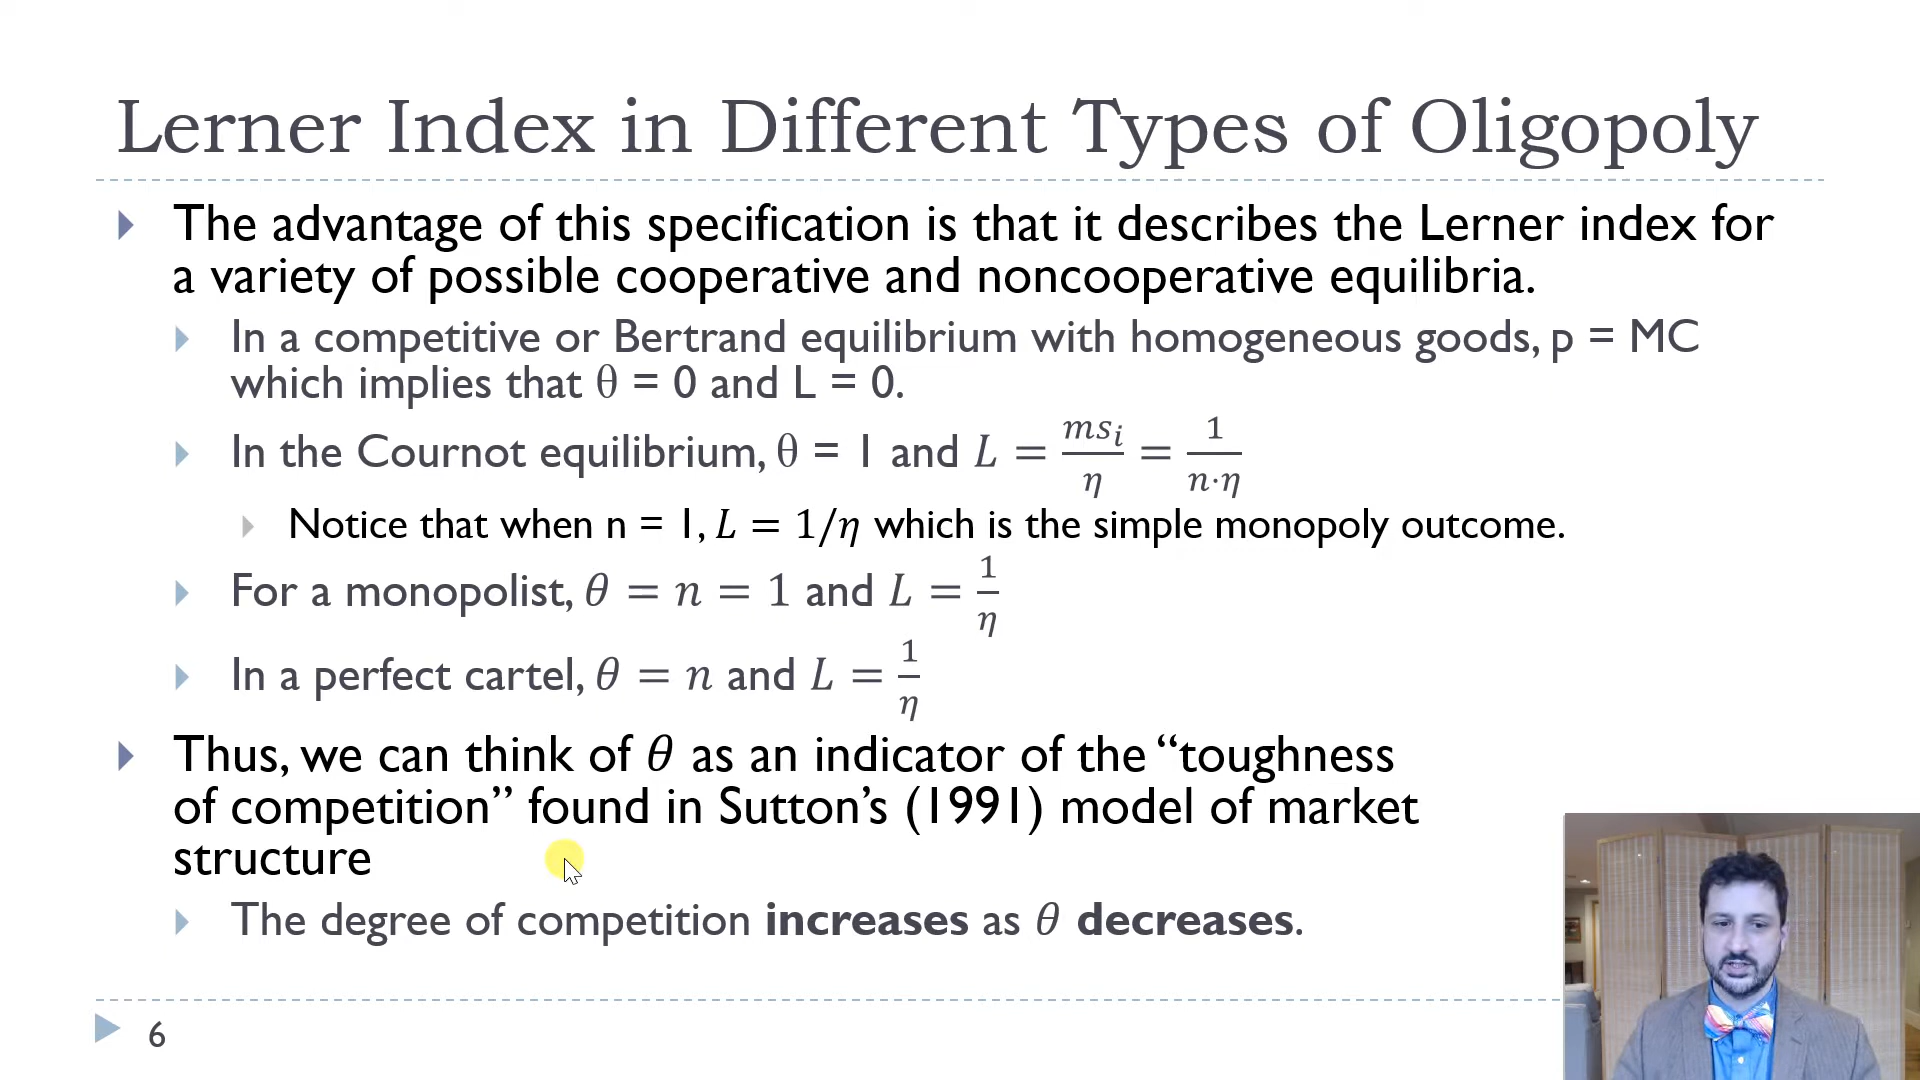 Lerner Index in Different Types of Oligopoly
The advantage of this specification is that it describes the Lerner index for
a variety of possible cooperative and noncooperative equilibria.
In a competitive or Bertrand equilibrium with homogeneous goods, p = MC
which implies that θ = 0 and L = 0.
In the Cournot equilibrium, θ = 1 and L = ms_i/η = 1/(n·η)
Notice that when n = 1, L = 1/η which is the simple monopoly outcome.
For a monopolist, θ = n = 1 and L = 1/η
In a perfect cartel, θ = n and L = 1/η
Thus, we can think of θ as an indicator of the “toughness
of competition” found in Sutton’s (1991) model of market
structure
The degree of competition increases as θ decreases.
6